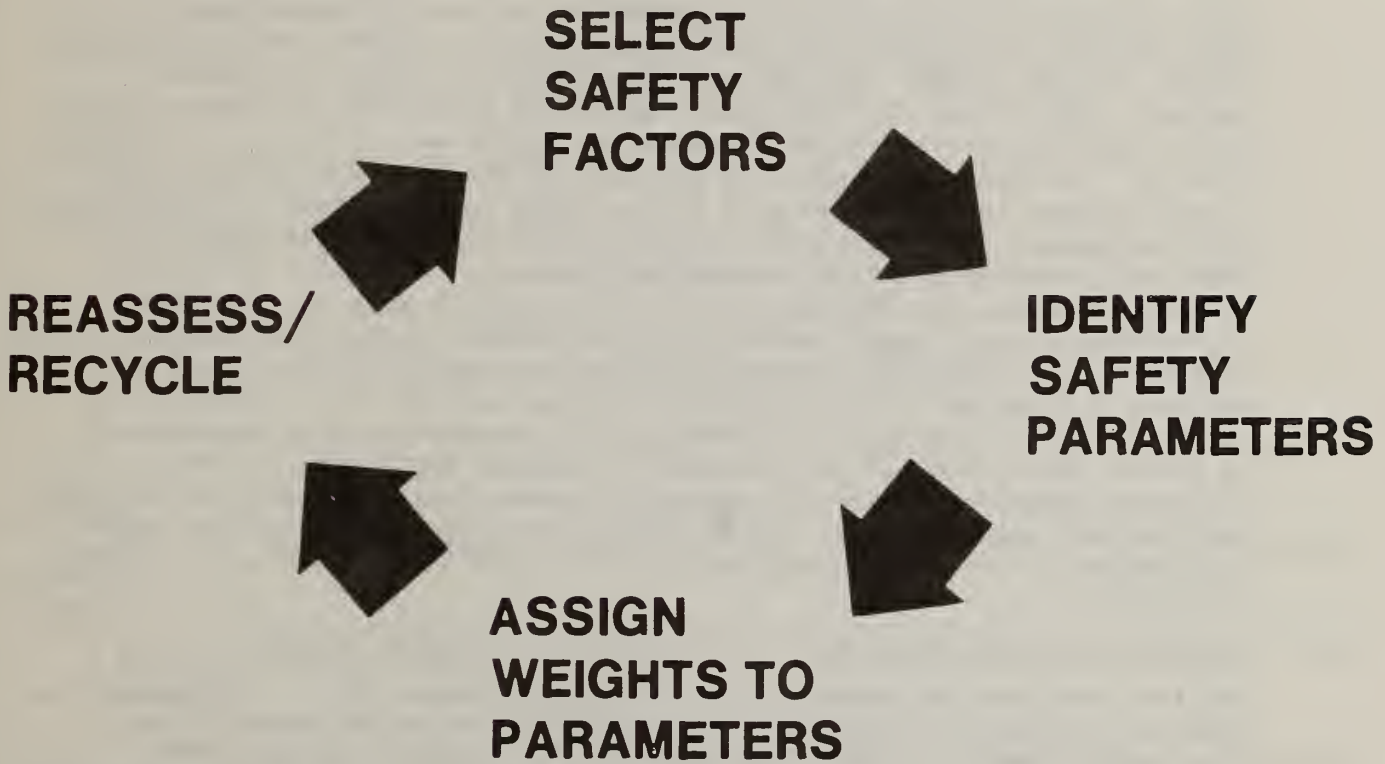 SELECT
SAFETY
FACTORS
IDENTIFY
SAFETY
PARAMETERS
ASSIGN
WEIGHTS TO
PARAMETERS
REASSESS/
RECYCLE